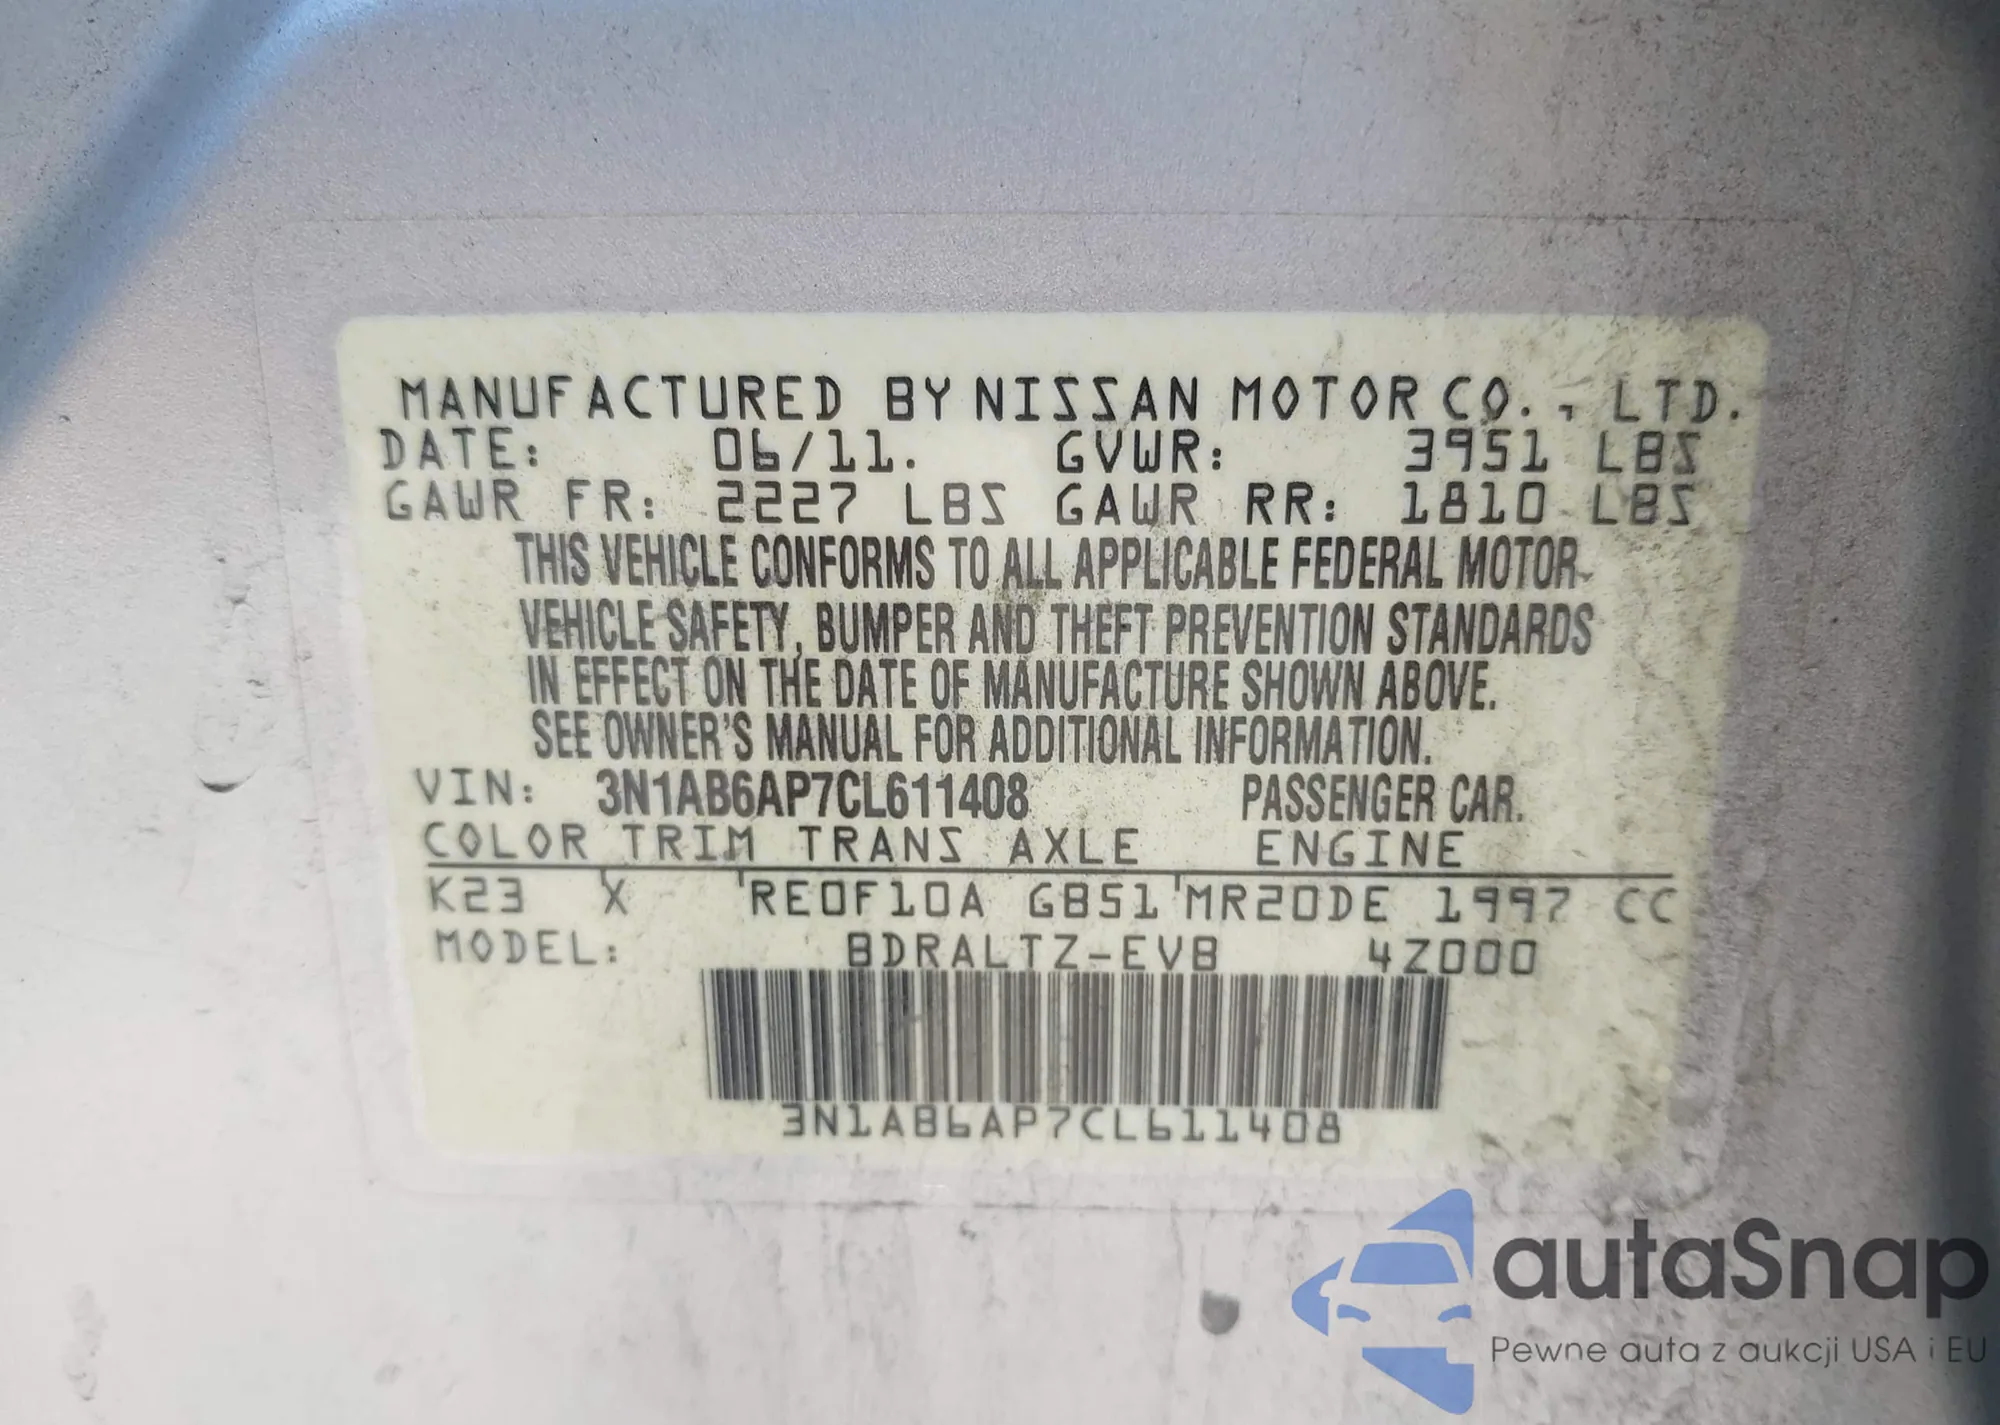 MANUFACTURED BY NISSAN MOTOR CO., LTD.
DATE: 06/11. GVWR: 3951 LBS
GAWR FR: 2227 LBS GAWR RR: 1810 LBS
THIS VEHICLE CONFORMS TO ALL APPLICABLE FEDERAL MOTOR
VEHICLE SAFETY, BUMPER AND THEFT PREVENTION STANDARDS
IN EFFECT ON THE DATE OF MANUFACTURE SHOWN ABOVE.
SEE OWNER'S MANUAL FOR ADDITIONAL INFORMATION.
VIN: 3N1AB6AP7CL611408 PASSENGER CAR.
COLOR TRIM TRANS AXLE ENGINE
K23 X RE0F10A GB51 MR20DE 1997 CC
MODEL: BDRALTZ-EVB 4Z000
3N1AB6AP7CL611408
autaSnap
Pewne auta z aukcji USA i EU